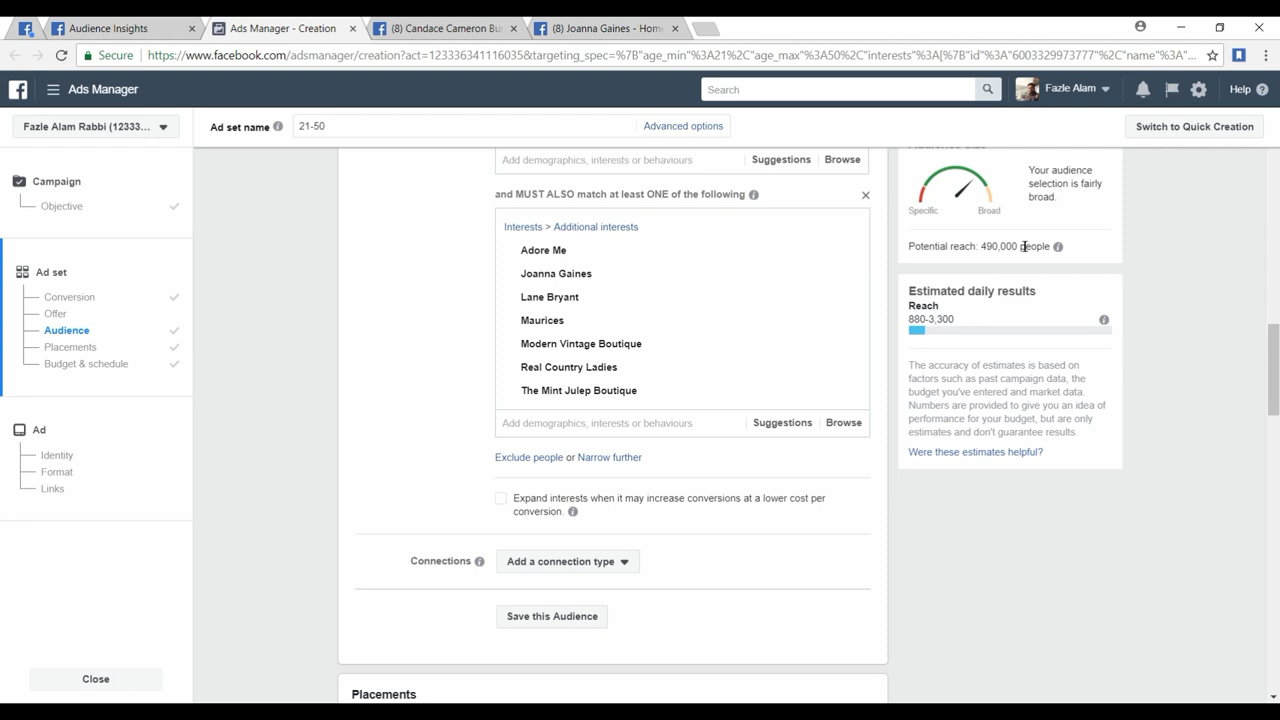 Audience Insights
Ads Manager - Creation
(8) Candace Cameron Bu
(8) Joanna Gaines - Hom
Secure
https://www.facebook.com/adsmanager/creation?act=1233363411116035&targeting_spec=%7B"age_min"%3A21%2C"age_max"%3A50%2C"interests"%3A[%7B"id"%3A"6003329973777"%2C"name"%3A"...
Ads Manager
Search
Fazle Alam
Help
Fazle Alam Rabbi (12333...
Ad set name
21-50
Advanced options
Switch to Quick Creation
Campaign
Objective
Ad set
Conversion
Offer
Audience
Placements
Budget & schedule
Ad
Identity
Format
Links
Close
Add demographics, interests or behaviours
Suggestions
Browse
and MUST ALSO match at least ONE of the following
Interests > Additional interests
Adore Me
Joanna Gaines
Lane Bryant
Maurices
Modern Vintage Boutique
Real Country Ladies
The Mint Julep Boutique
Add demographics, interests or behaviours
Suggestions
Browse
Exclude people or Narrow further
Expand interests when it may increase conversions at a lower cost per
conversion.
Connections
Add a connection type
Save this Audience
Placements
Your audience
selection is fairly
broad.
Specific
Broad
Potential reach: 490,000 people
Estimated daily results
Reach
880-3,300
The accuracy of estimates is based on
factors such as past campaign data, the
budget you've entered and market data.
Numbers are provided to give you an idea of
performance for your budget, but are only
estimates and don't guarantee results.
Were these estimates helpful?